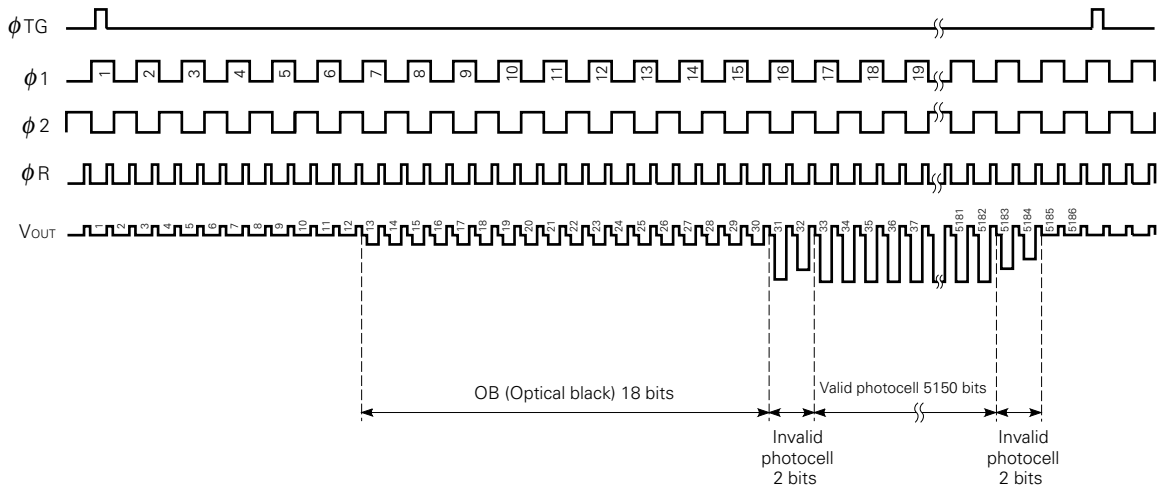 ϕTG
ϕ1
1 2 3 4 5 6 7 8 9 10 11 12 13 14 15 16 17 18 19
ϕ2
ϕR
VOUT
1 2 3 4 5 6 7 8 9 10 11 12 13 14 15 16 17 18 19 20 21 22 23 24 25 26 27 28 29 30 31 32 33 34 35 36 37 5181 5182 5183 5184 5185 5186
OB (Optical black) 18 bits
Valid photocell 5150 bits
Invalid
photocell
2 bits
Invalid
photocell
2 bits